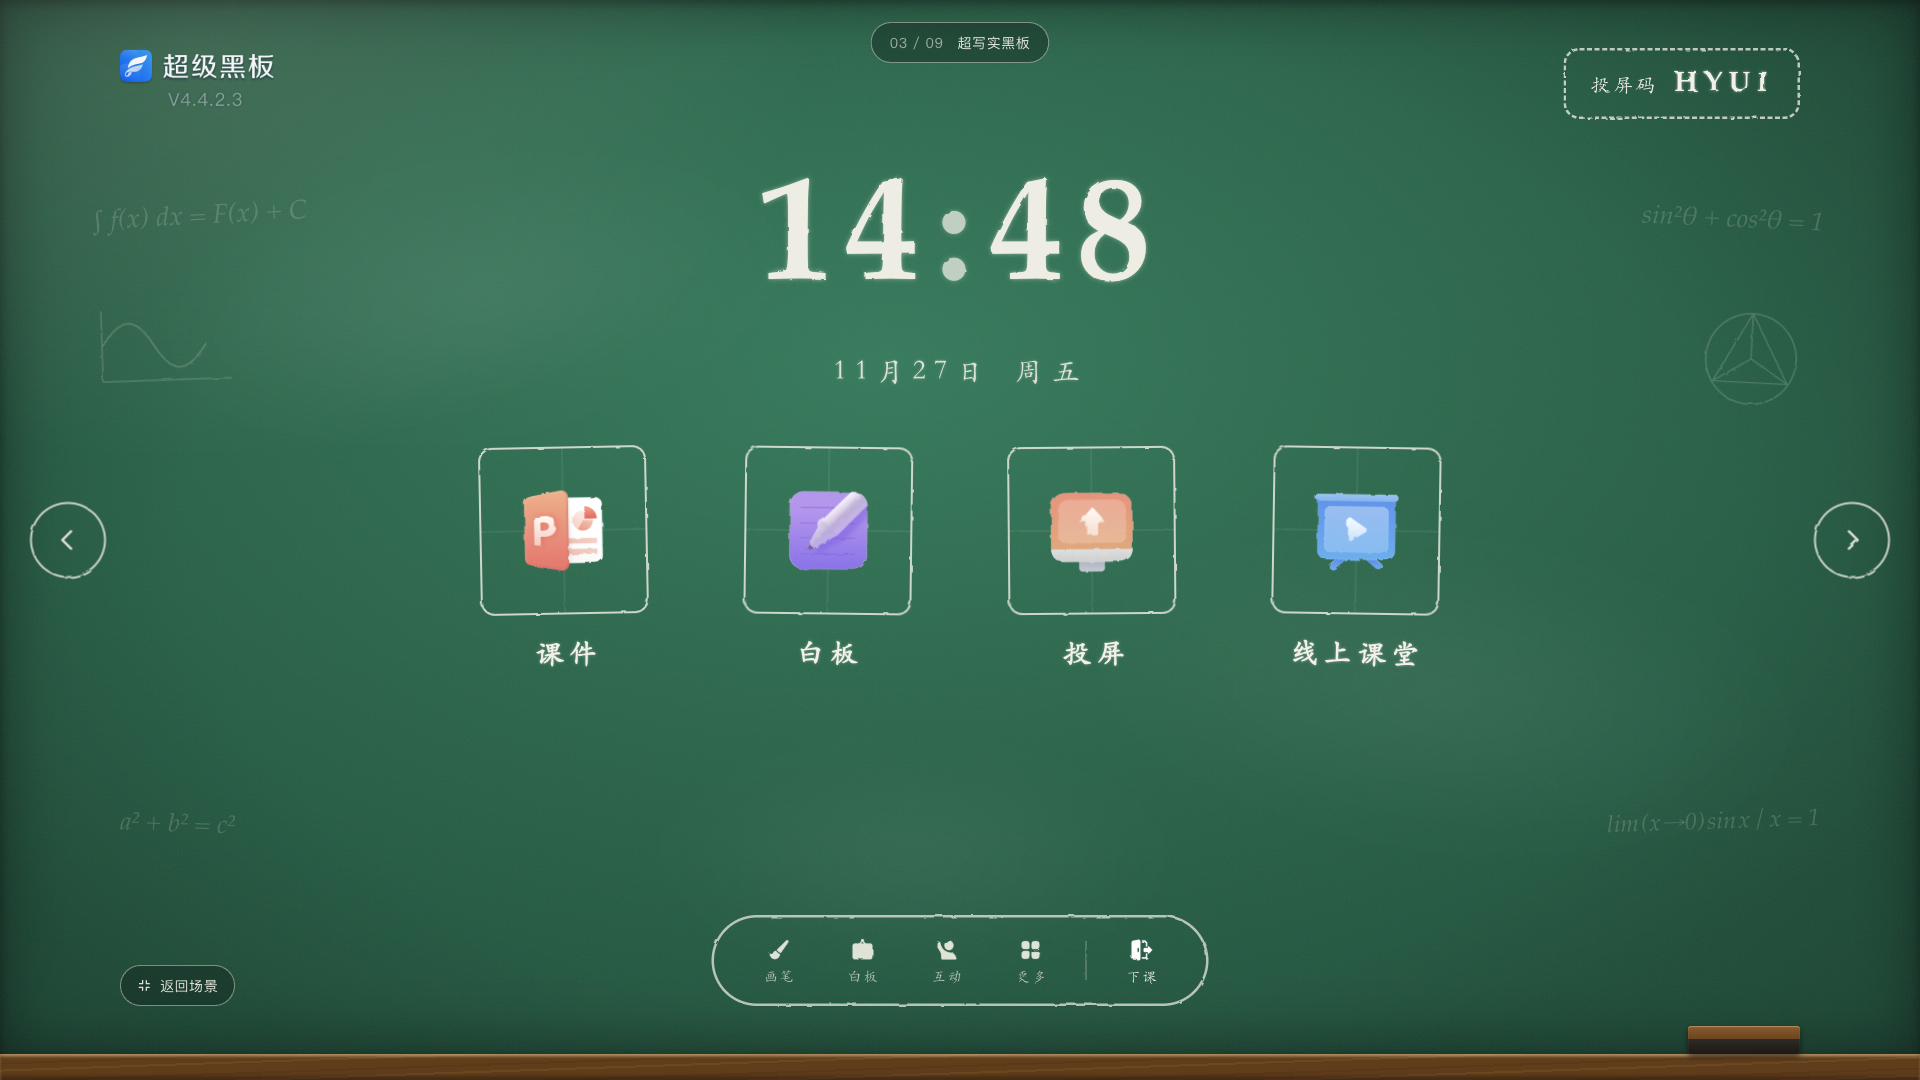 03 / 09 超写实黑板
超级黑板
V4.4.2.3
投屏码 HYU1
14:48
∫ f(x) dx = F(x) + C
sin²θ + cos²θ = 1
11月27日 周五
P
课件
白板
投屏
线上课堂
a² + b² = c²
lim(x→0)sin x / x = 1
画笔
白板
互动
更多
下课
返回场景